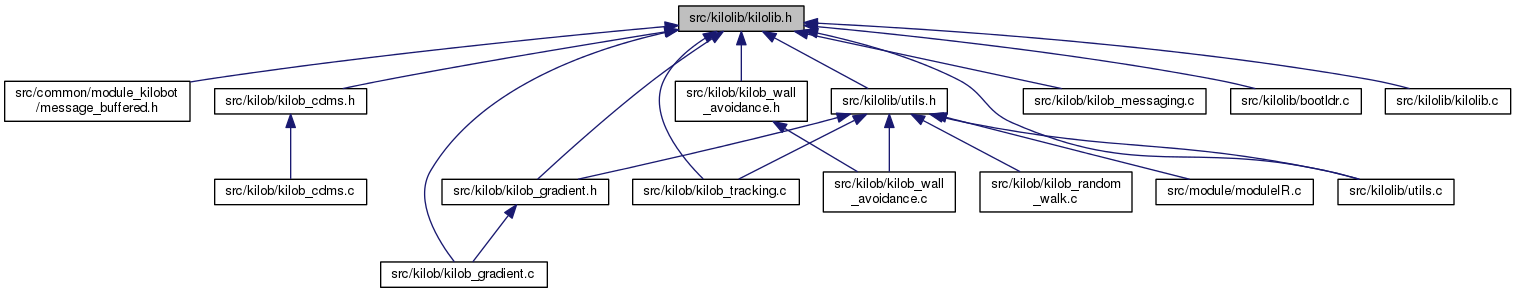 src/kilolib/kilolib.h
src/common/module_kilobot
/message_buffered.h
src/kilob/kilob_cdms.h
src/kilob/kilob_wall
_avoidance.h
src/kilolib/utils.h
src/kilob/kilob_messaging.c
src/kilolib/bootldr.c
src/kilolib/kilolib.c
src/kilob/kilob_cdms.c
src/kilob/kilob_gradient.h
src/kilob/kilob_tracking.c
src/kilob/kilob_wall
_avoidance.c
src/kilob/kilob_random
_walk.c
src/module/moduleIR.c
src/kilolib/utils.c
src/kilob/kilob_gradient.c